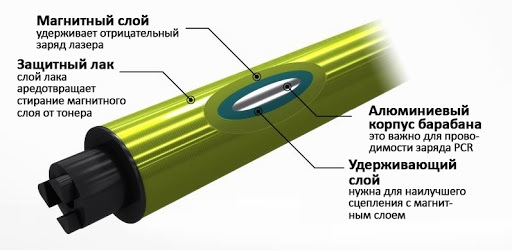 Магнитный слой
удерживает отрицательный
заряд лазера
Защитный лак
слой лака
аредотвращает
стирание магнитного
слоя от тонера
Алюминиевый
корпус барабана
это важно для прово-
димости заряда PCR
Удерживающий
слой
нужна для наилучшего
сцепления с магнит-
ным слоем